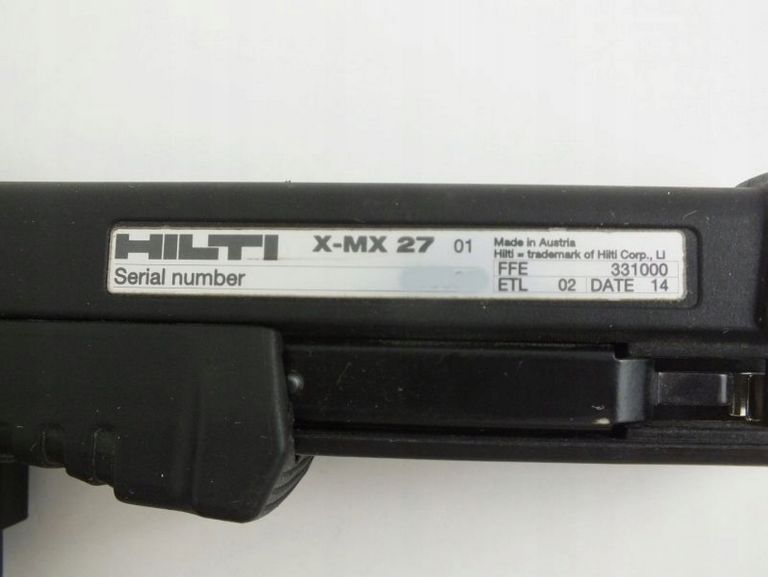 HILTI X-MX 27 01
Serial number
Made in Austria
Hilti = trademark of Hilti Corp., LI
FFE 331000
ETL 02 DATE 14